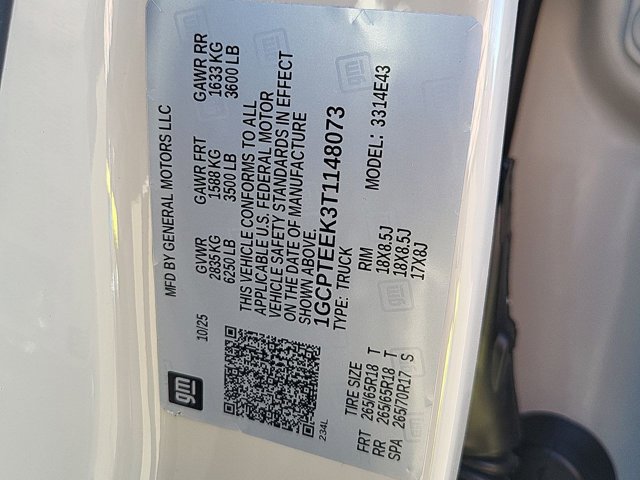 gm
MFD BY GENERAL MOTORS LLC
10/25 GVWR GAWR FRT GAWR RR
2835 KG 1588 KG 1633 KG
6250 LB 3500 LB 3600 LB
THIS VEHICLE CONFORMS TO ALL
APPLICABLE U.S. FEDERAL MOTOR
VEHICLE SAFETY STANDARDS IN EFFECT
ON THE DATE OF MANUFACTURE
SHOWN ABOVE.
1GCPTEEK3T1148073
TYPE: TRUCK MODEL: 3314E43
234L
TIRE SIZE RIM
FRT 265/65R18 T 18X8.5J
RR 265/65R18 T 18X8.5J
SPA 265/70R17 S 17X8J